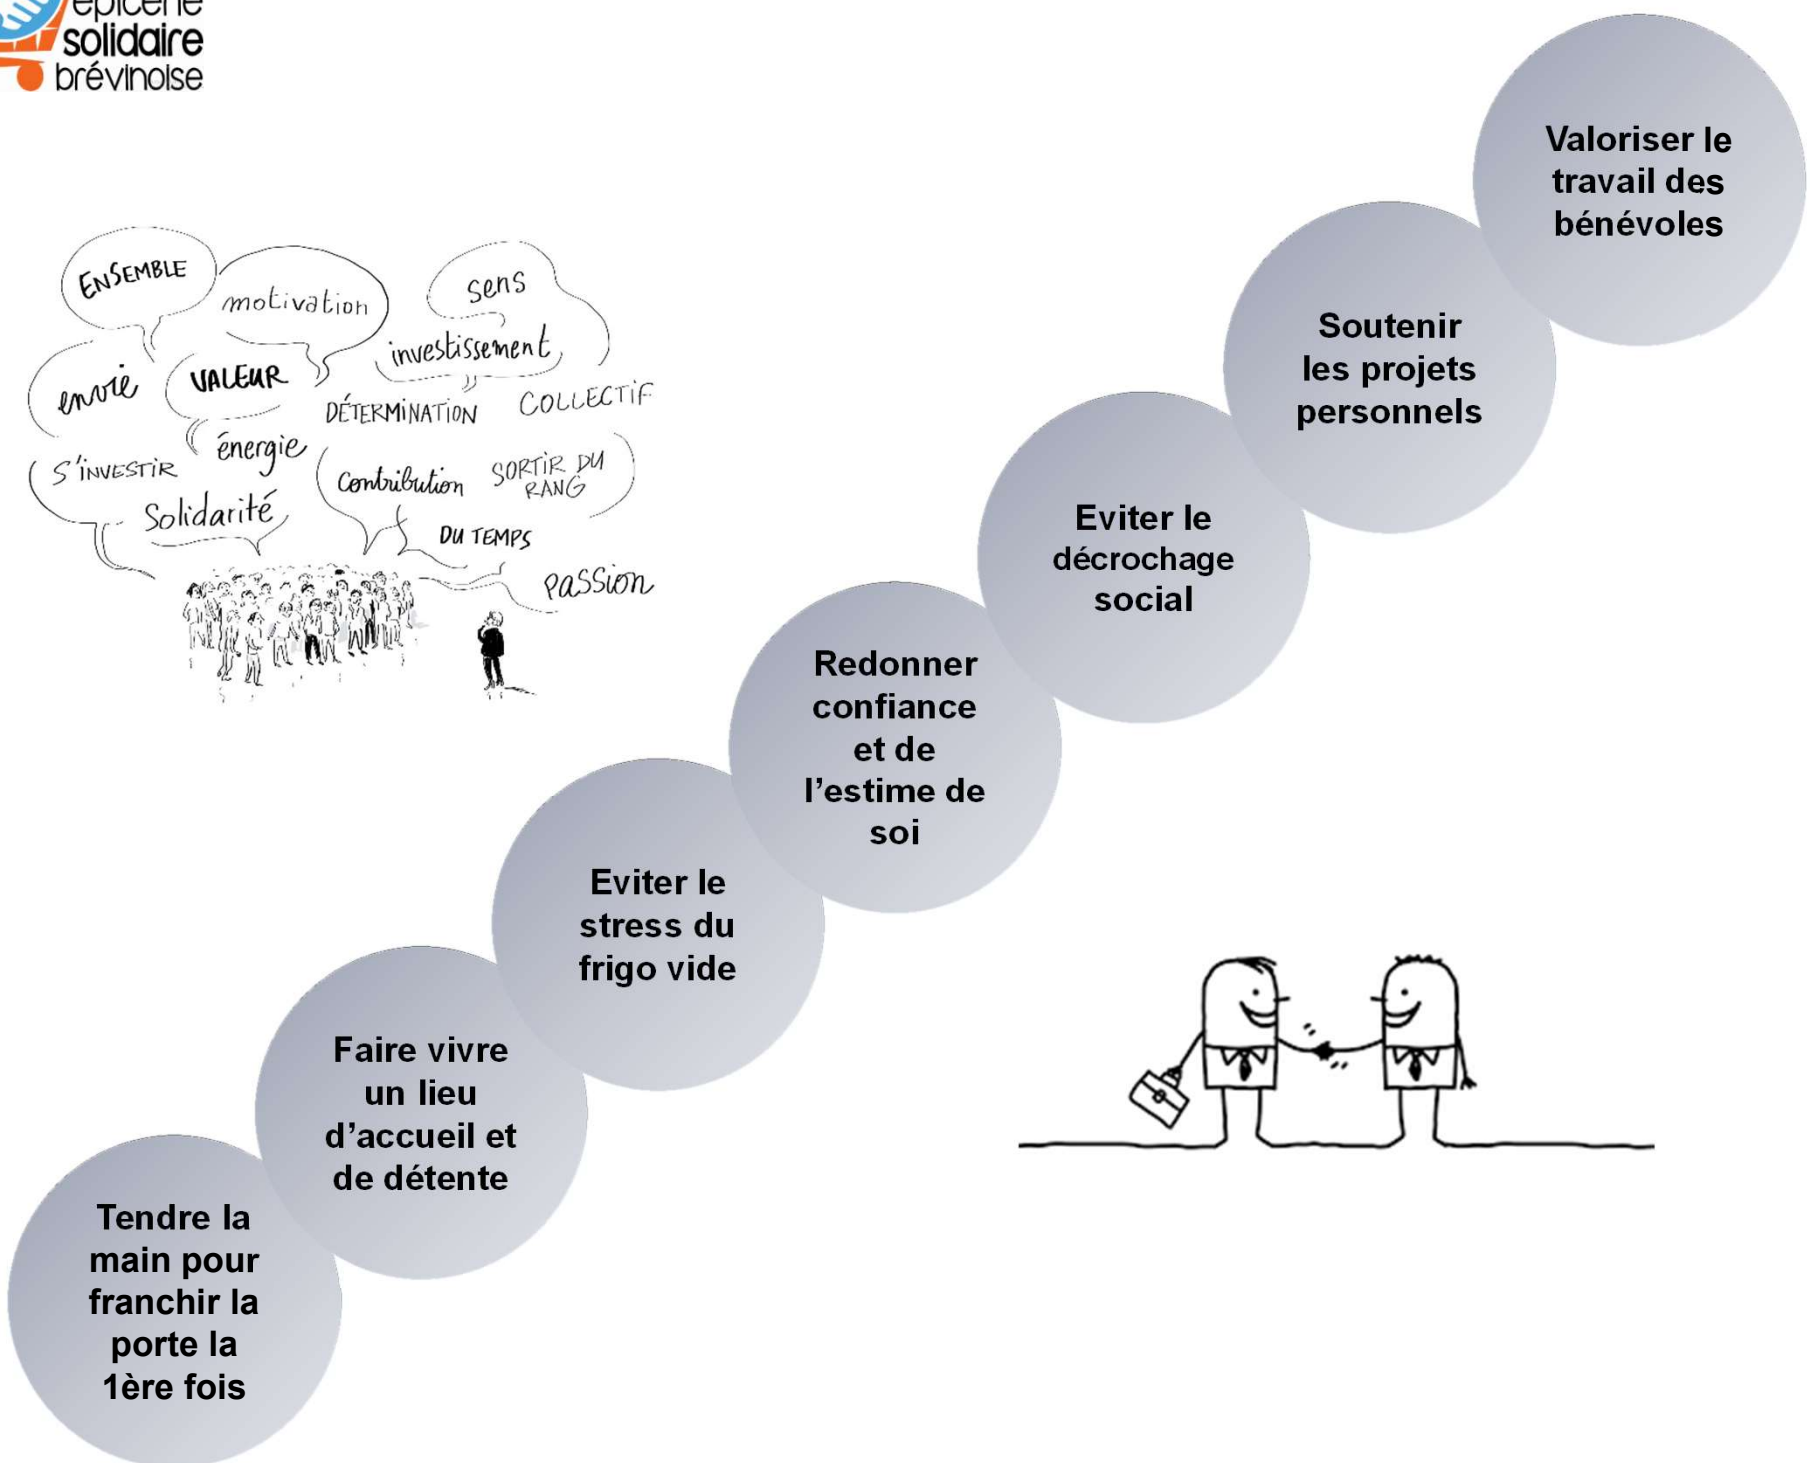 épicerie
solidaire
brévinoise
Valoriser le
travail des
bénévoles
Soutenir
les projets
personnels
Eviter le
décrochage
social
Redonner
confiance
et de
l’estime de
soi
Eviter le
stress du
frigo vide
Faire vivre
un lieu
d’accueil et
de détente
Tendre la
main pour
franchir la
porte la
1ère fois
ENSEMBLE
motivation
sens
investissement
envie
VALEUR
DÉTERMINATION
COLLECTIF
énergie
S'INVESTIR
Contribution
SORTIR DU
RANG
Solidarité
DU TEMPS
PASSion